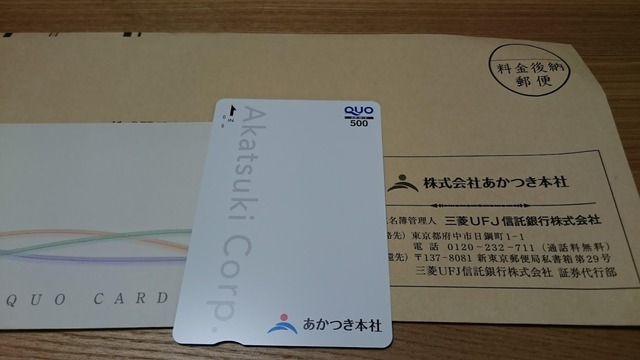 料金後納
郵便
QUO
500
IN
Akatsuki Corp.
あかつき本社
QUO CARD
株式会社あかつき本社
名簿管理人 三菱UFJ信託銀行株式会社
絡先）東京都府中市日鋼町1-1
電話 0120-232-711（通話料無料）
還先）〒137-8081 新東京郵便局私書箱第29号
三菱UFJ信託銀行株式会社 証券代行部